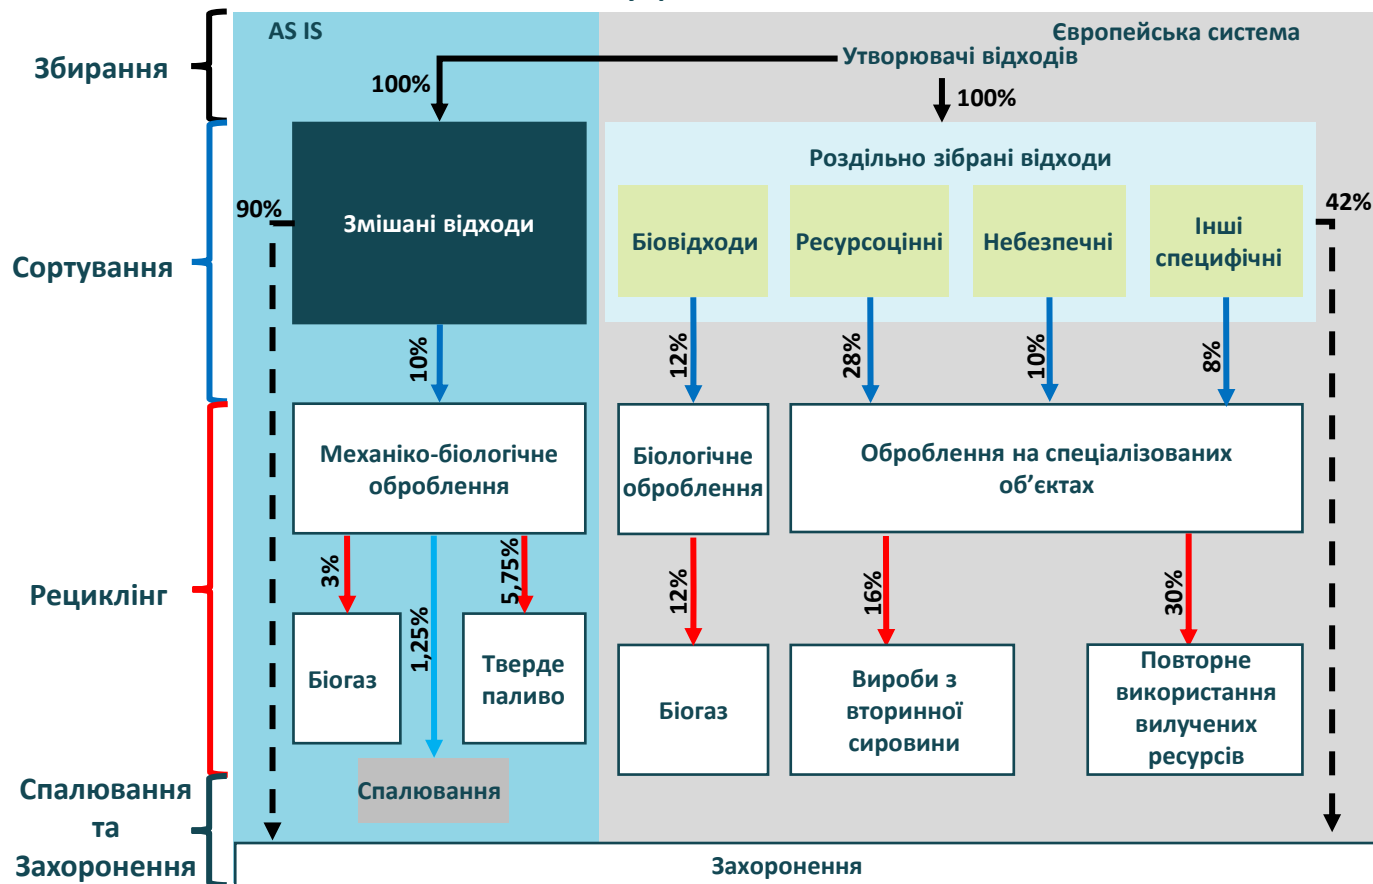 AS IS
Європейська система
Збирання
Утворювачі відходів
100%
100%
Роздільно зібрані відходи
90%
Змішані відходи
Біовідходи
Ресурсоцінні
Небезпечні
Інші
специфічні
42%
Сортування
10%
12%
28%
10%
8%
Механіко-біологічне
оброблення
Біологічне
оброблення
Оброблення на спеціалізованих
об’єктах
Рециклінг
3%
1,25%
5,75%
12%
16%
30%
Біогаз
Тверде
паливо
Біогаз
Вироби з
вторинної
сировини
Повторне
використання
вилучених
ресурсів
Спалювання
та
Захоронення
Спалювання
Захоронення